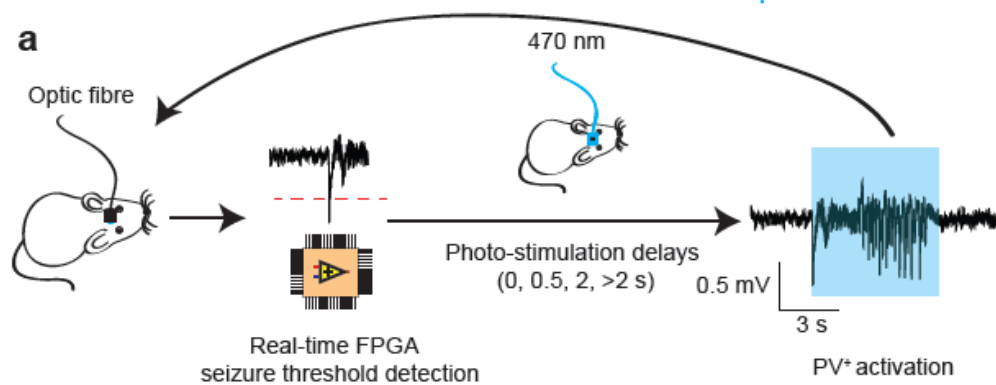 a
470 nm
Optic fibre
Photo-stimulation delays
(0, 0.5, 2, >2 s)
0.5 mV
3 s
Real-time FPGA
seizure threshold detection
PV⁺ activation